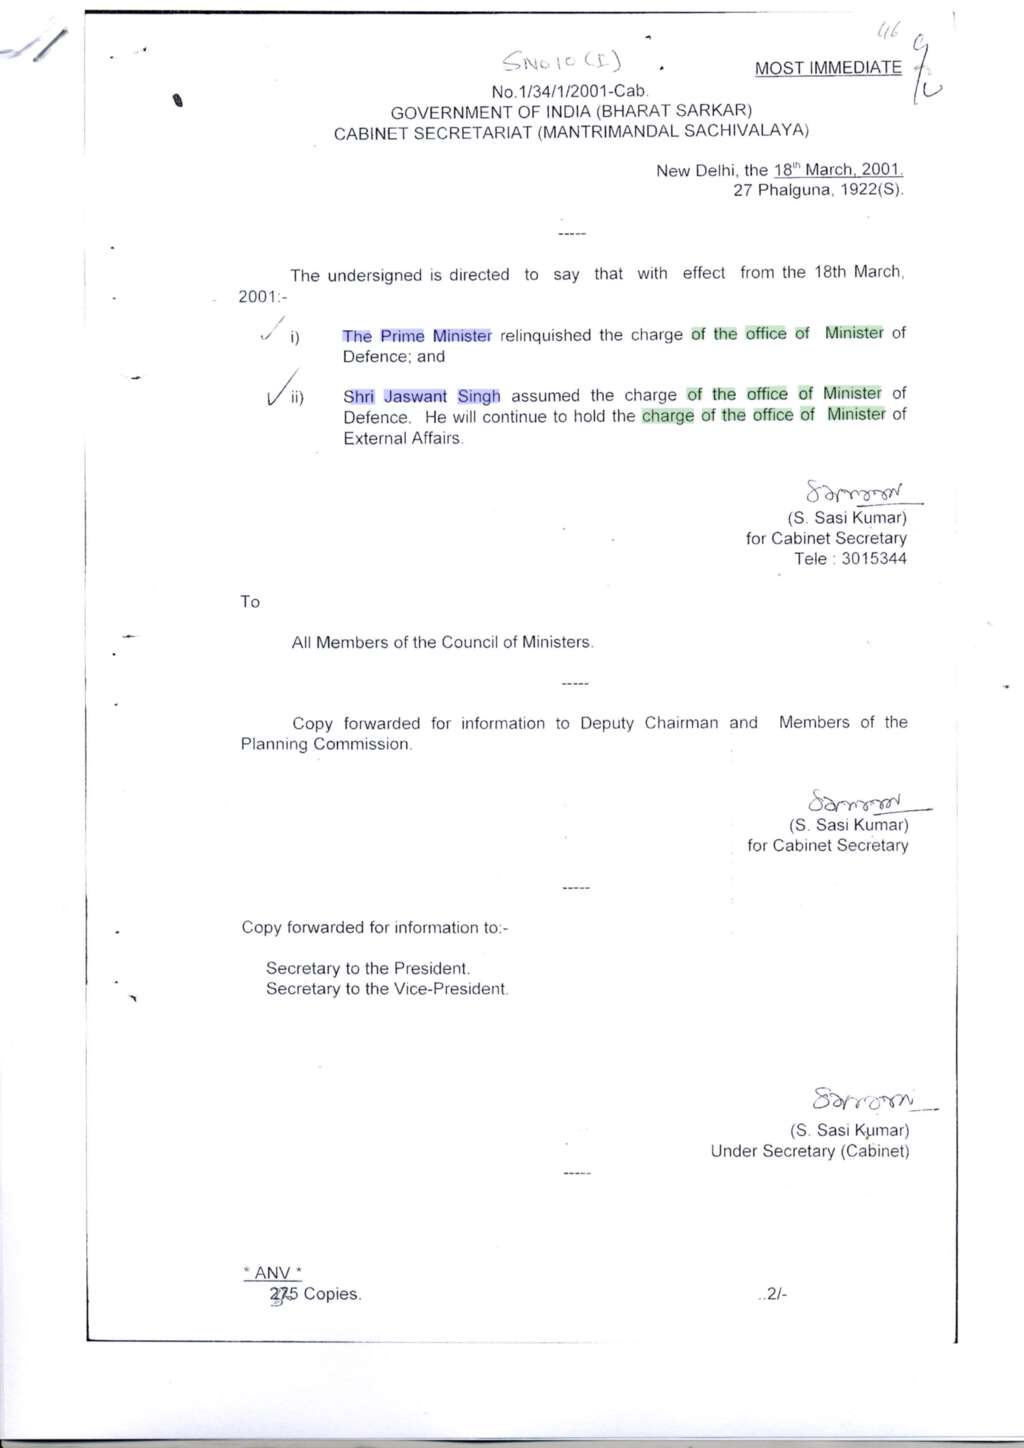 46
SNo 10 (I)
MOST IMMEDIATE
No.1/34/1/2001-Cab.
GOVERNMENT OF INDIA (BHARAT SARKAR)
CABINET SECRETARIAT (MANTRIMANDAL SACHIVALAYA)
New Delhi, the 18th March, 2001.
27 Phalguna, 1922(S).
-----
The undersigned is directed to say that with effect from the 18th March,
2001:-
i) The Prime Minister relinquished the charge of the office of Minister of
Defence; and
ii) Shri Jaswant Singh assumed the charge of the office of Minister of
Defence. He will continue to hold the charge of the office of Minister of
External Affairs.
(S. Sasi Kumar)
for Cabinet Secretary
Tele : 3015344
To
All Members of the Council of Ministers.
-----
Copy forwarded for information to Deputy Chairman and Members of the
Planning Commission.
(S. Sasi Kumar)
for Cabinet Secretary
-----
Copy forwarded for information to:-
Secretary to the President.
Secretary to the Vice-President.
(S. Sasi Kumar)
Under Secretary (Cabinet)
-----
* ANV *
Copies.
..2/-